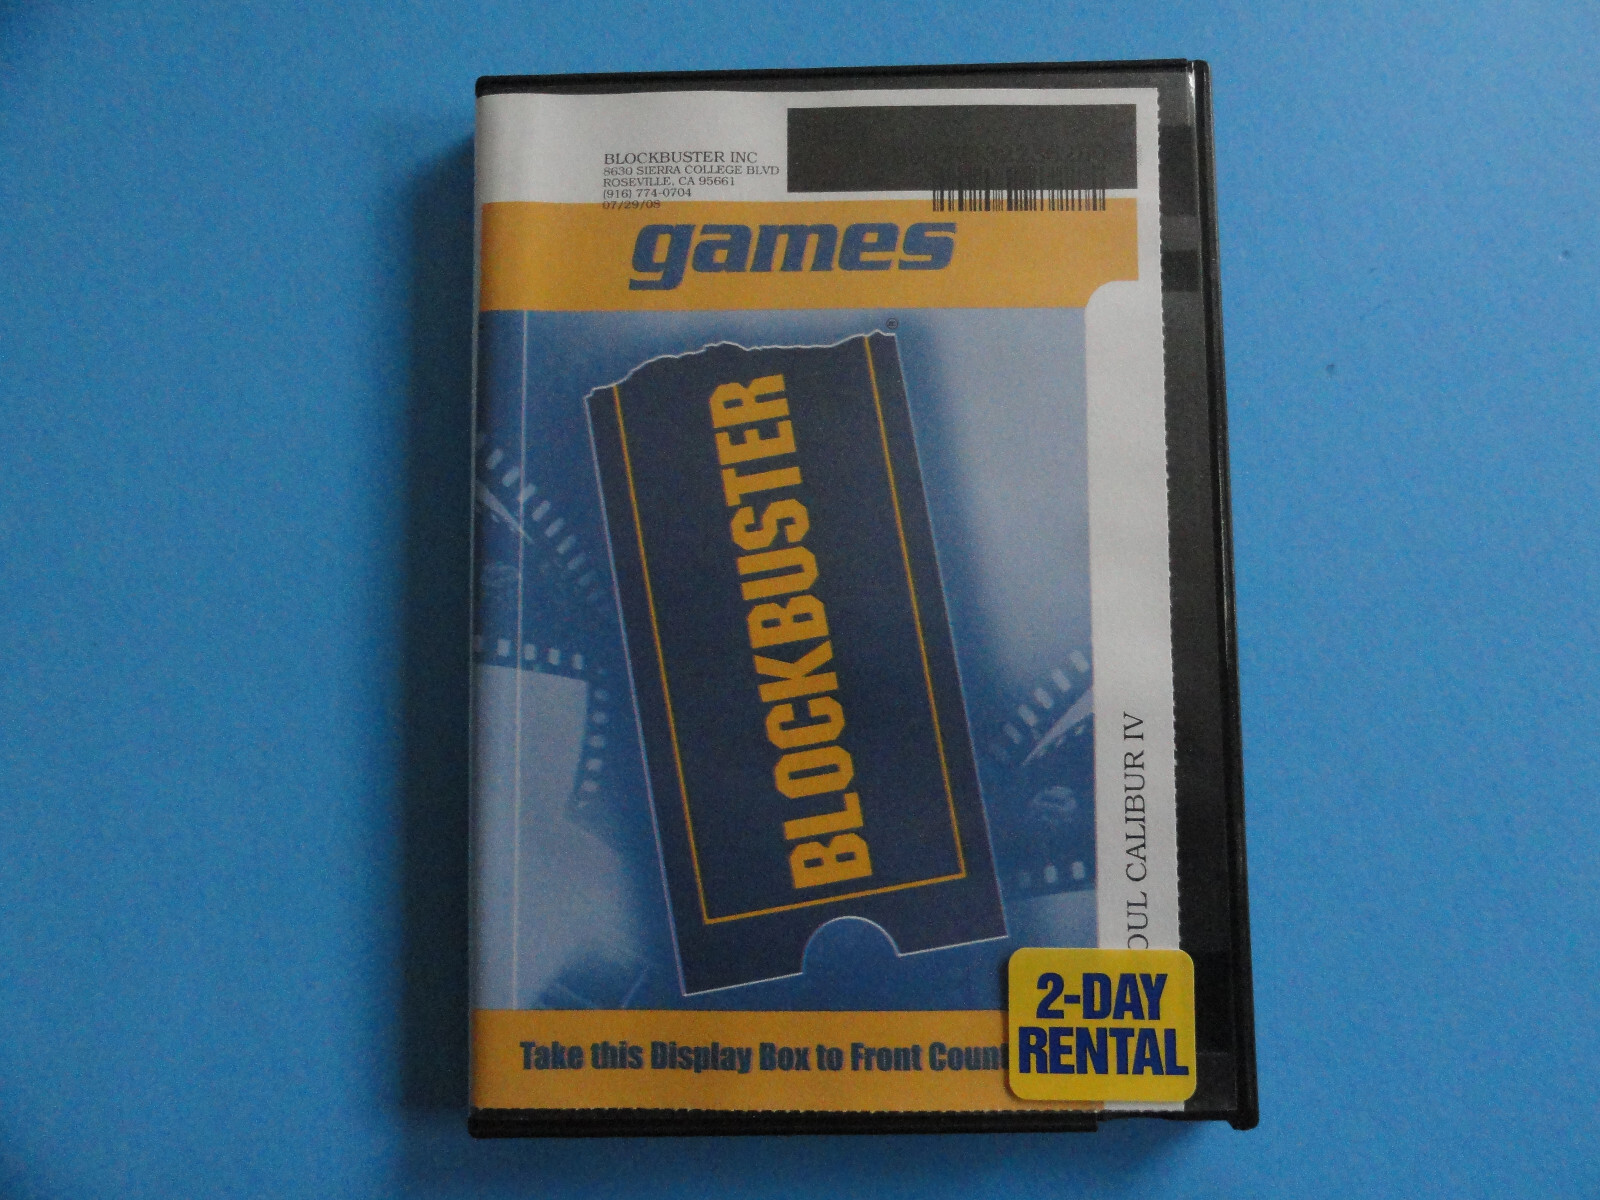 BLOCKBUSTER INC
8630 SIERRA COLLEGE BLVD
ROSEVILLE, CA 95661
(916) 774-0704
07/29/08
games
®
BLOCKBUSTER
OUL CALIBUR IV
2-DAY
RENTAL
Take this Display Box to Front Count